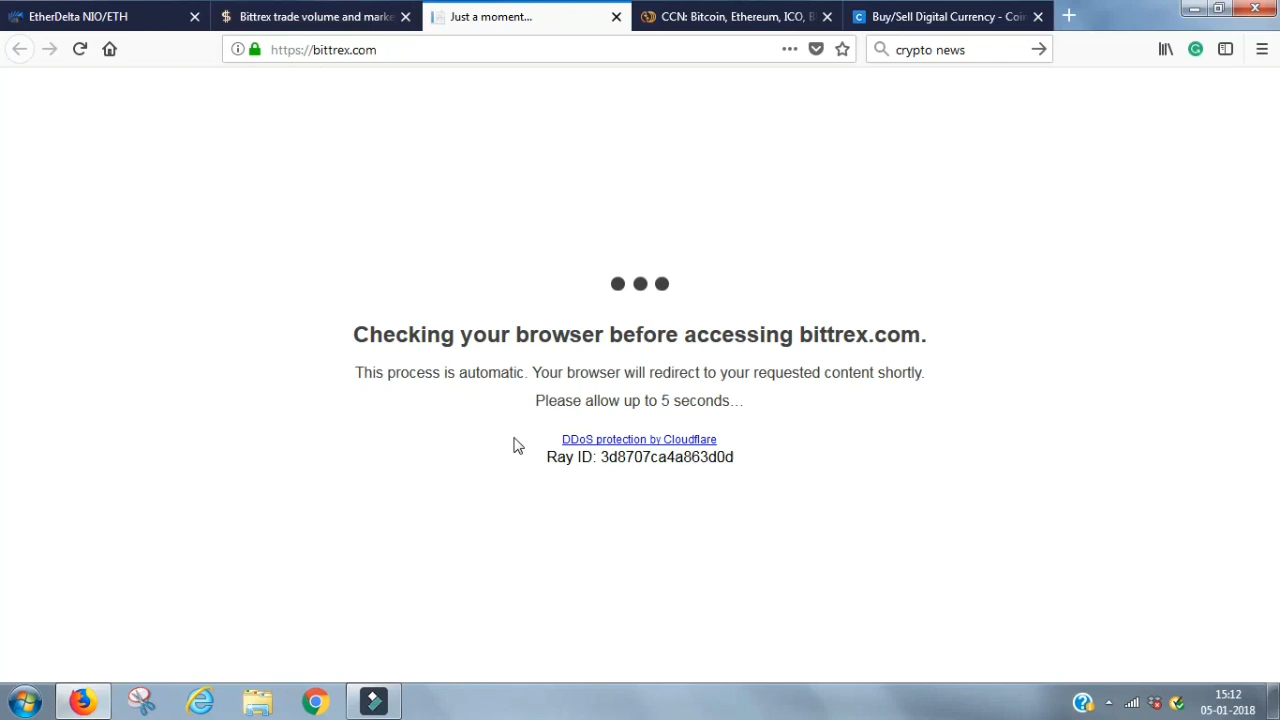 EtherDelta NIO/ETH
Bittrex trade volume and marke
Just a moment...
CCN: Bitcoin, Ethereum, ICO, B
Buy/Sell Digital Currency - Coin
https://bittrex.com
crypto news
Checking your browser before accessing bittrex.com.
This process is automatic. Your browser will redirect to your requested content shortly.
Please allow up to 5 seconds…
DDoS protection by Cloudflare
Ray ID: 3d8707ca4a863d0d
15:12
05-01-2018